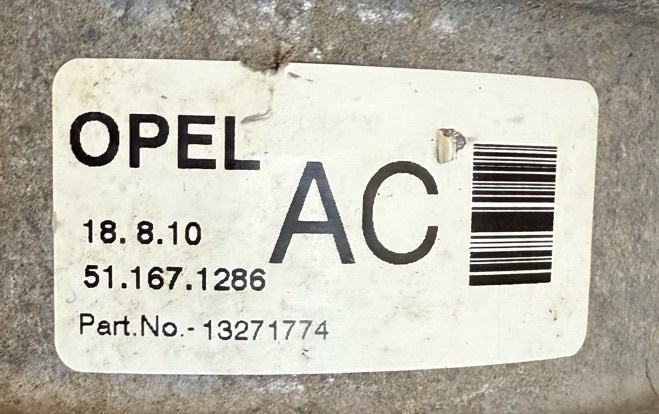 OPEL
AC
18. 8.10
51.167.1286
Part.No.- 13271774